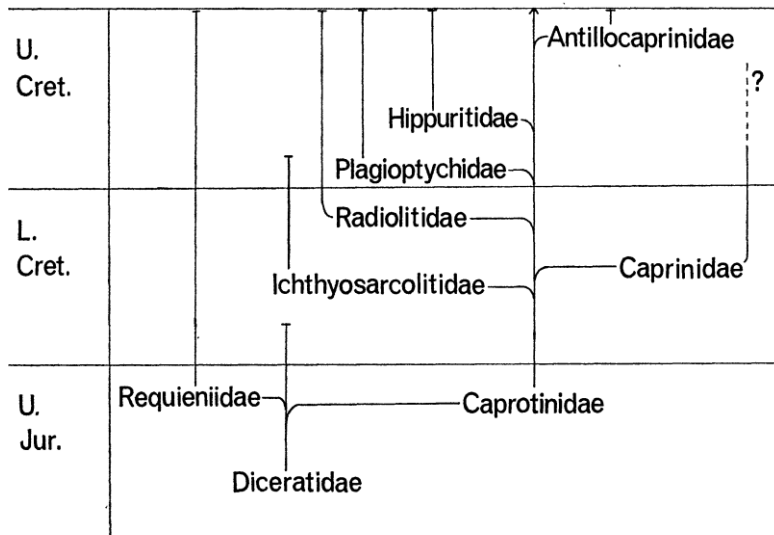 U.
Cret.
Antillocaprinidae
?
Hippuritidae
Plagioptychidae
L.
Cret.
Radiolitidae
Caprinidae
Ichthyosarcolitidae
U.
Jur.
Requieniidae
Caprotinidae
Diceratidae